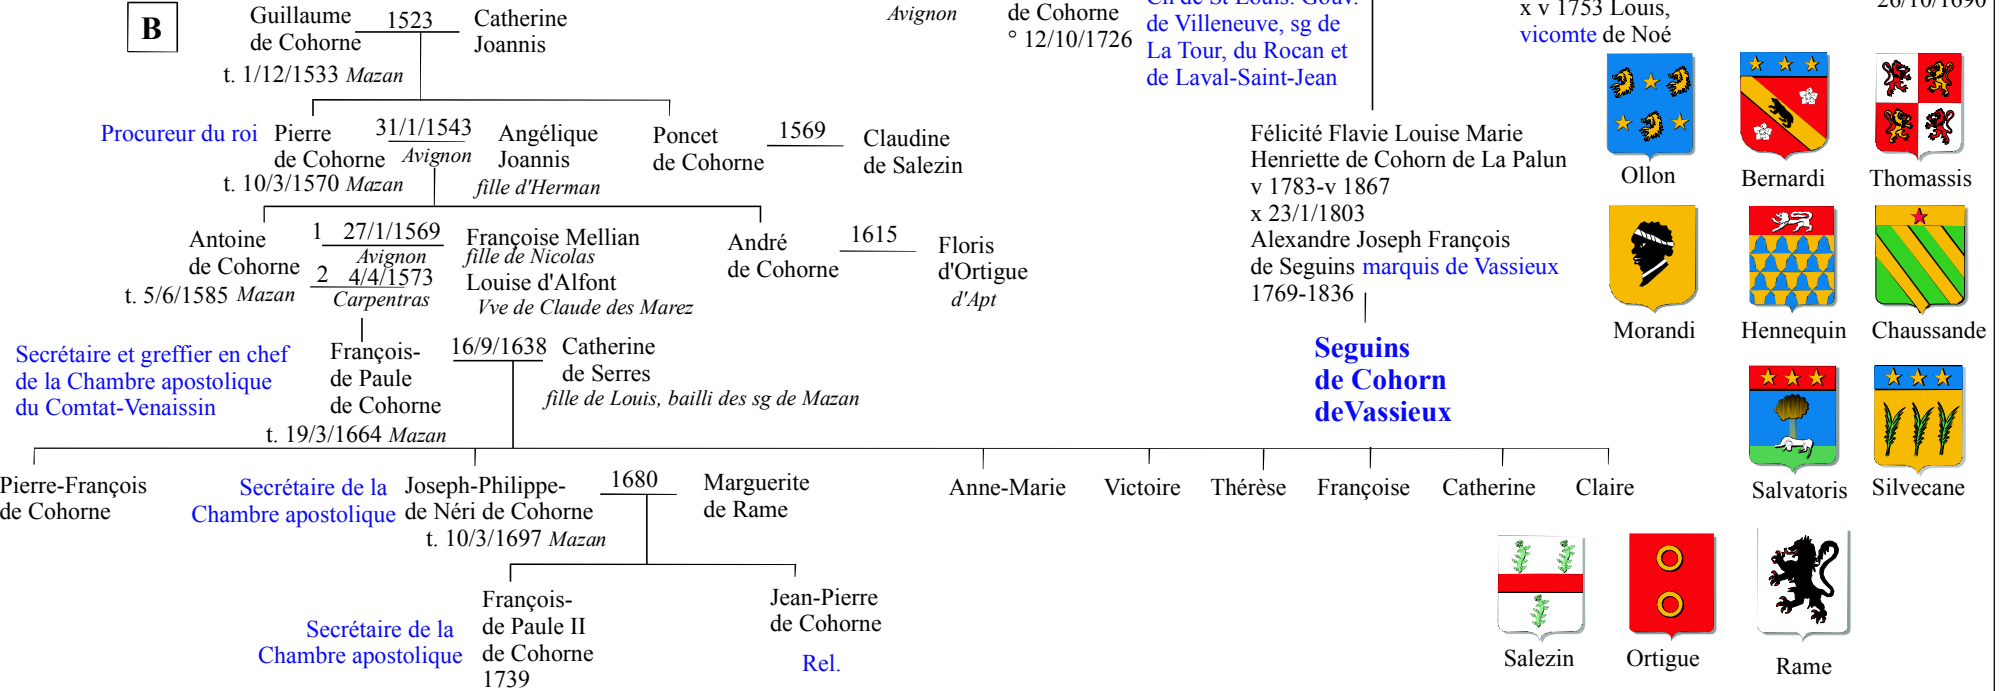 B
Guillaume
de Cohorne
1523
Catherine
Joannis
t. 1/12/1533 Mazan
Avignon
de Cohorne
° 12/10/1726
Ch de St Louis. Gouv.
de Villeneuve, sg de
La Tour, du Rocan et
de Laval-Saint-Jean
x v 1753 Louis,
vicomte de Noé
26/10/1690
Procureur du roi
Pierre
de Cohorne
t. 10/3/1570 Mazan
31/1/1543
Avignon
Angélique
Joannis
fille d'Herman
Poncet
de Cohorne
1569
Claudine
de Salezin
Félicité Flavie Louise Marie
Henriette de Cohorn de La Palun
v 1783-v 1867
x 23/1/1803
Alexandre Joseph François
de Seguins marquis de Vassieux
1769-1836
Seguins
de Cohorn
deVassieux
Antoine
de Cohorne
t. 5/6/1585 Mazan
1 27/1/1569
Avignon
2 4/4/1573
Carpentras
Françoise Mellian
fille de Nicolas
Louise d'Alfont
Vve de Claude des Marez
André
de Cohorne
1615
Floris
d'Ortigue
d'Apt
Secrétaire et greffier en chef
de la Chambre apostolique
du Comtat-Venaissin
François-
de Paule
de Cohorne
t. 19/3/1664 Mazan
16/9/1638
Catherine
de Serres
fille de Louis, bailli des sg de Mazan
Pierre-François
de Cohorne
Secrétaire de la
Chambre apostolique
Joseph-Philippe-
de Néri de Cohorne
t. 10/3/1697 Mazan
1680
Marguerite
de Rame
Anne-Marie
Victoire
Thérèse
Françoise
Catherine
Claire
Secrétaire de la
Chambre apostolique
François-
de Paule II
de Cohorne
1739
Jean-Pierre
de Cohorne
Rel.
Ollon
Bernardi
Thomassis
Morandi
Hennequin
Chaussande
Salvatoris
Silvecane
Salezin
Ortigue
Rame